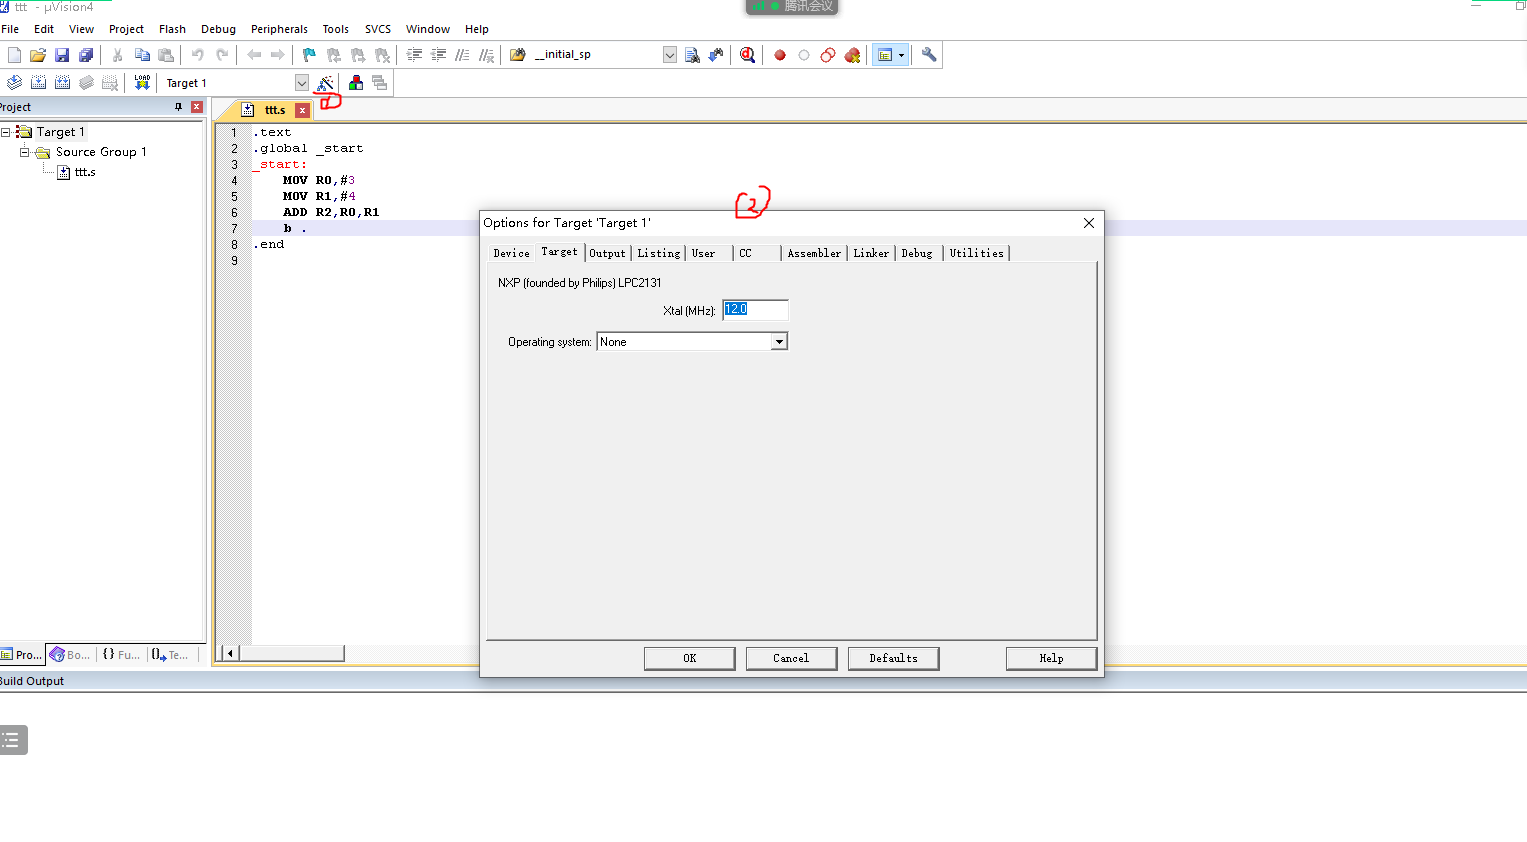 ttt - µVision4
腾讯会议
File Edit View Project Flash Debug Peripherals Tools SVCS Window Help
__initial_sp
LOAD Target 1
①
Project
ttt.s
Target 1
Source Group 1
ttt.s
1 .text
2 .global _start
3 _start:
4 MOV R0,#3
5 MOV R1,#4
6 ADD R2,R0,R1
7 b .
8 .end
9
②
Options for Target 'Target 1'
Device Target Output Listing User CC Assembler Linker Debug Utilities
NXP (founded by Philips) LPC2131
Xtal (MHz): 12.0
Operating system: None
OK Cancel Defaults Help
Pro... Bo... {} Fu... 0 Te...
Build Output